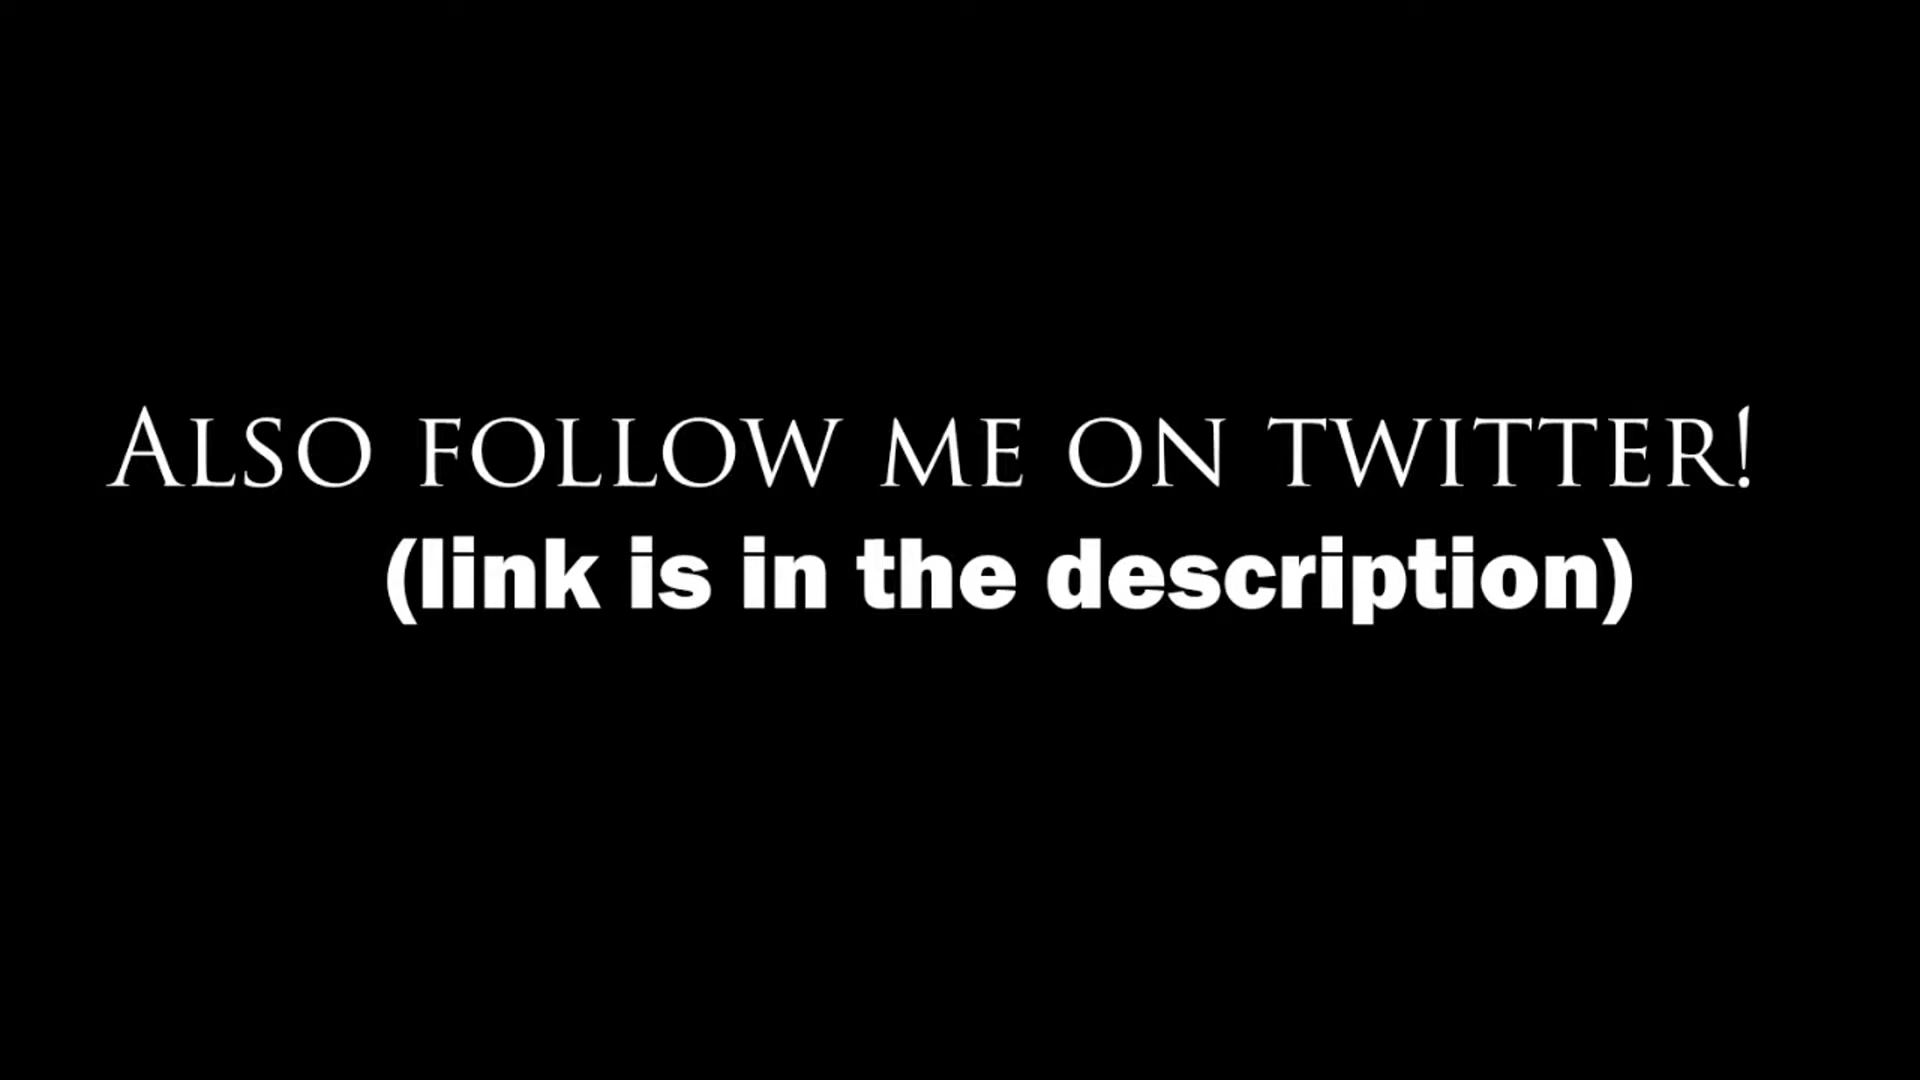 Also follow me on twitter!
(link is in the description)